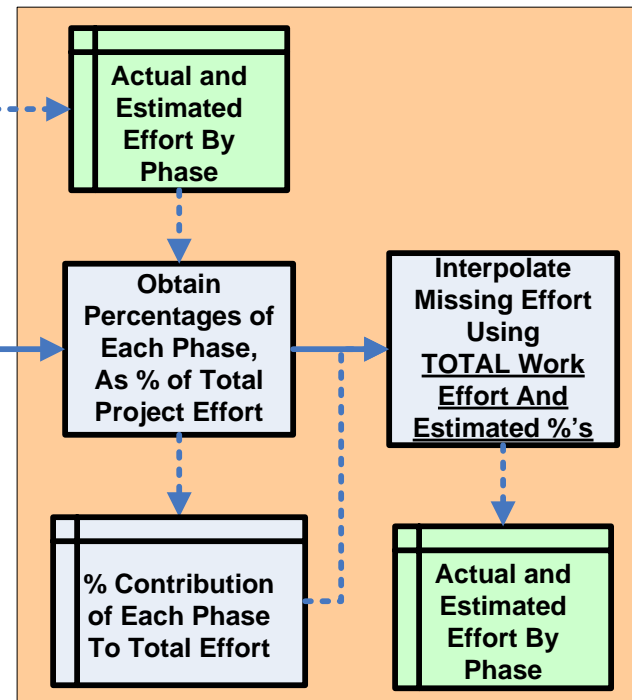 Actual and
Estimated
Effort By
Phase
Obtain
Percentages of
Each Phase,
As % of Total
Project Effort
Interpolate
Missing Effort
Using
TOTAL Work
Effort And
Estimated %’s
% Contribution
of Each Phase
To Total Effort
Actual and
Estimated
Effort By
Phase